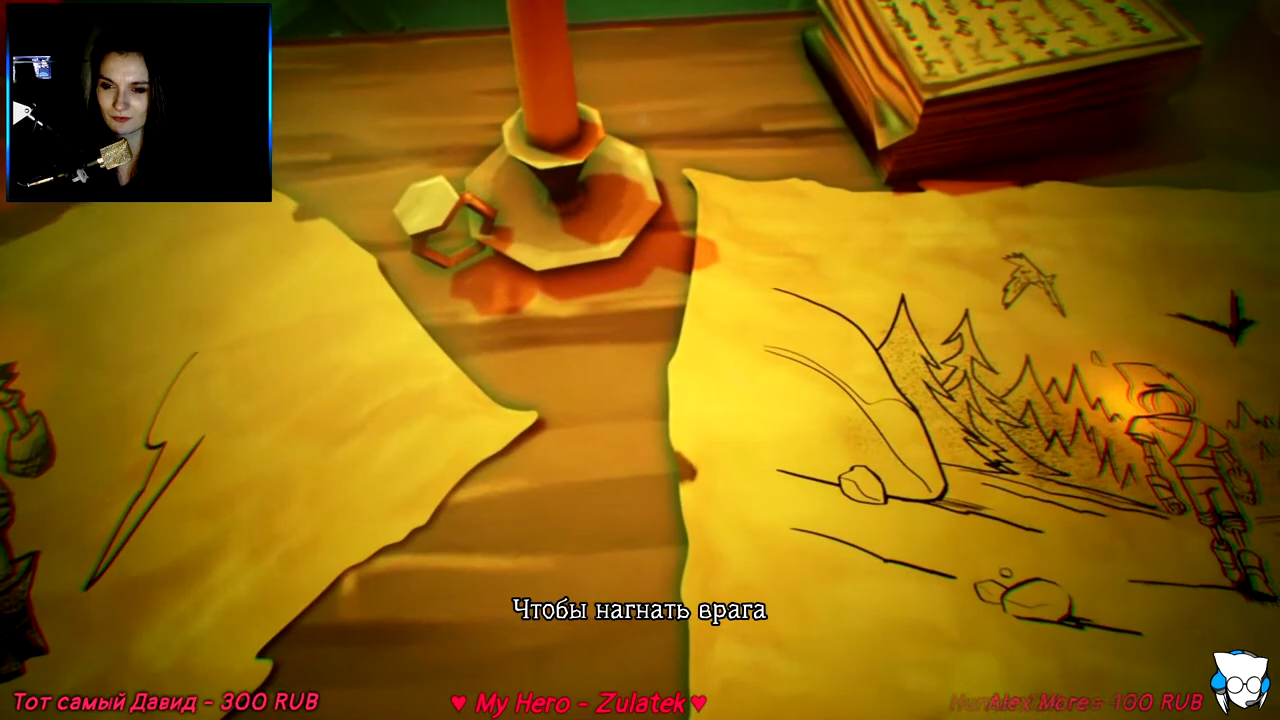 Чтобы нагнать врага
Тот самый Давид - 300 RUB
♥ My Hero - Zulatek ♥
Alex More - 100 RUB